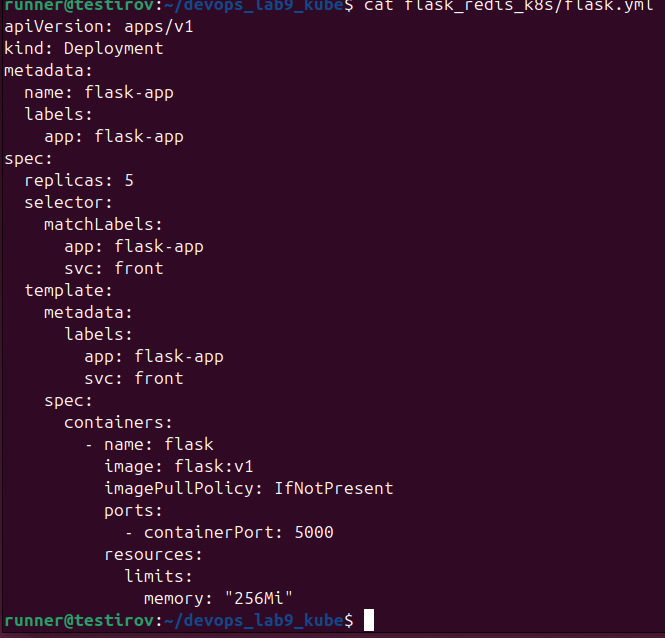 runner@testirov:~/devops_lab9_kube$ cat flask_redis_k8s/flask.yml
apiVersion: apps/v1
kind: Deployment
metadata:
  name: flask-app
  labels:
    app: flask-app
spec:
  replicas: 5
  selector:
    matchLabels:
      app: flask-app
      svc: front
  template:
    metadata:
      labels:
        app: flask-app
        svc: front
    spec:
      containers:
        - name: flask
          image: flask:v1
          imagePullPolicy: IfNotPresent
          ports:
            - containerPort: 5000
          resources:
            limits:
              memory: "256Mi"
runner@testirov:~/devops_lab9_kube$